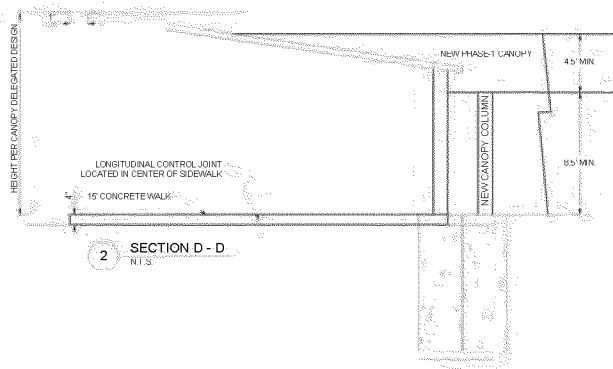 HEIGHT PER CANOPY DELEGATED DESIGN
NEW PHASE-1 CANOPY
4.5' MIN.
NEW CANOPY COLUMN
8.5' MIN.
LONGITUDINAL CONTROL JOINT
LOCATED IN CENTER OF SIDEWALK
4"
15' CONCRETE WALK
2
SECTION D - D
N.T.S.